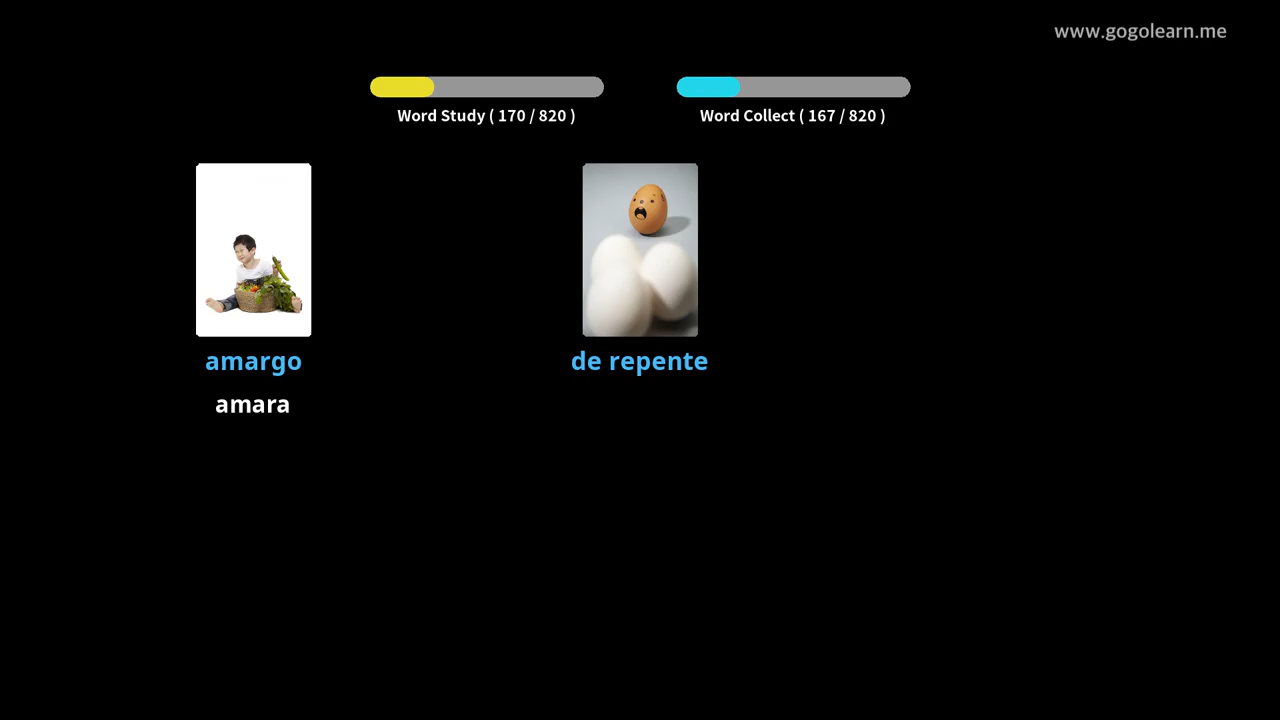 www.gogolearn.me
Word Study ( 170 / 820 )
Word Collect ( 167 / 820 )
amargo
de repente
amara